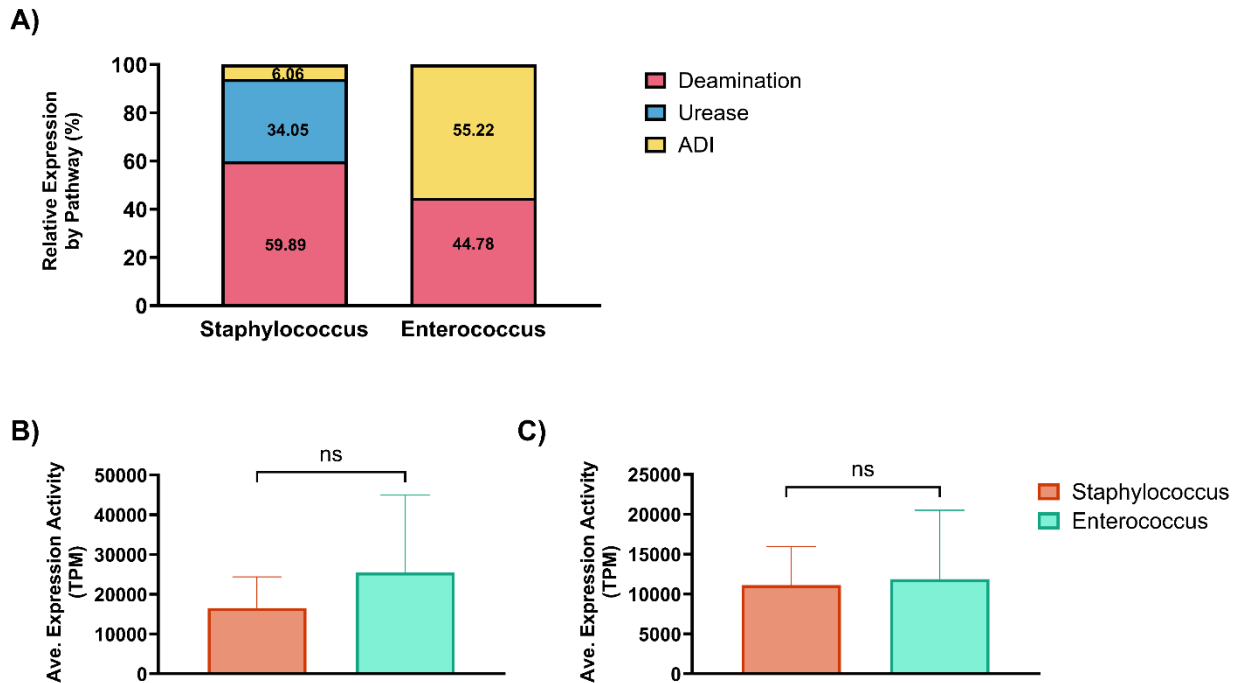 A)
Relative Expression
by Pathway (%)
100
80
60
40
20
0
6.06
34.05
59.89
55.22
44.78
Staphylococcus
Enterococcus
Deamination
Urease
ADI
B)
Ave. Expression Activity
(TPM)
50000
40000
30000
20000
10000
0
ns
C)
Ave. Expression Activity
(TPM)
25000
20000
15000
10000
5000
0
ns
Staphylococcus
Enterococcus